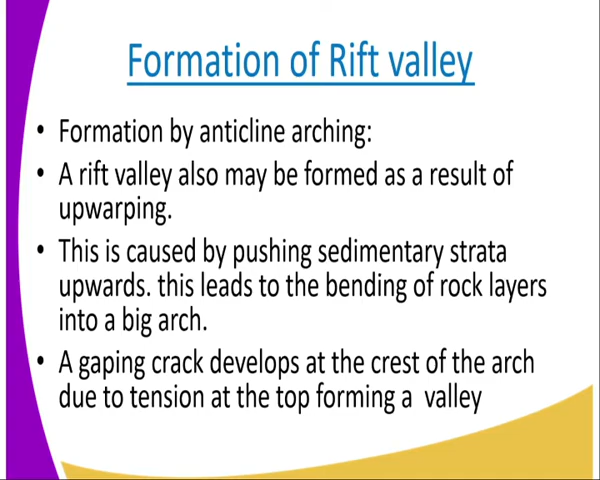 Formation of Rift valley
• Formation by anticline arching:
• A rift valley also may be formed as a result of
upwarping.
• This is caused by pushing sedimentary strata
upwards. this leads to the bending of rock layers
into a big arch.
• A gaping crack develops at the crest of the arch
due to tension at the top forming a  valley